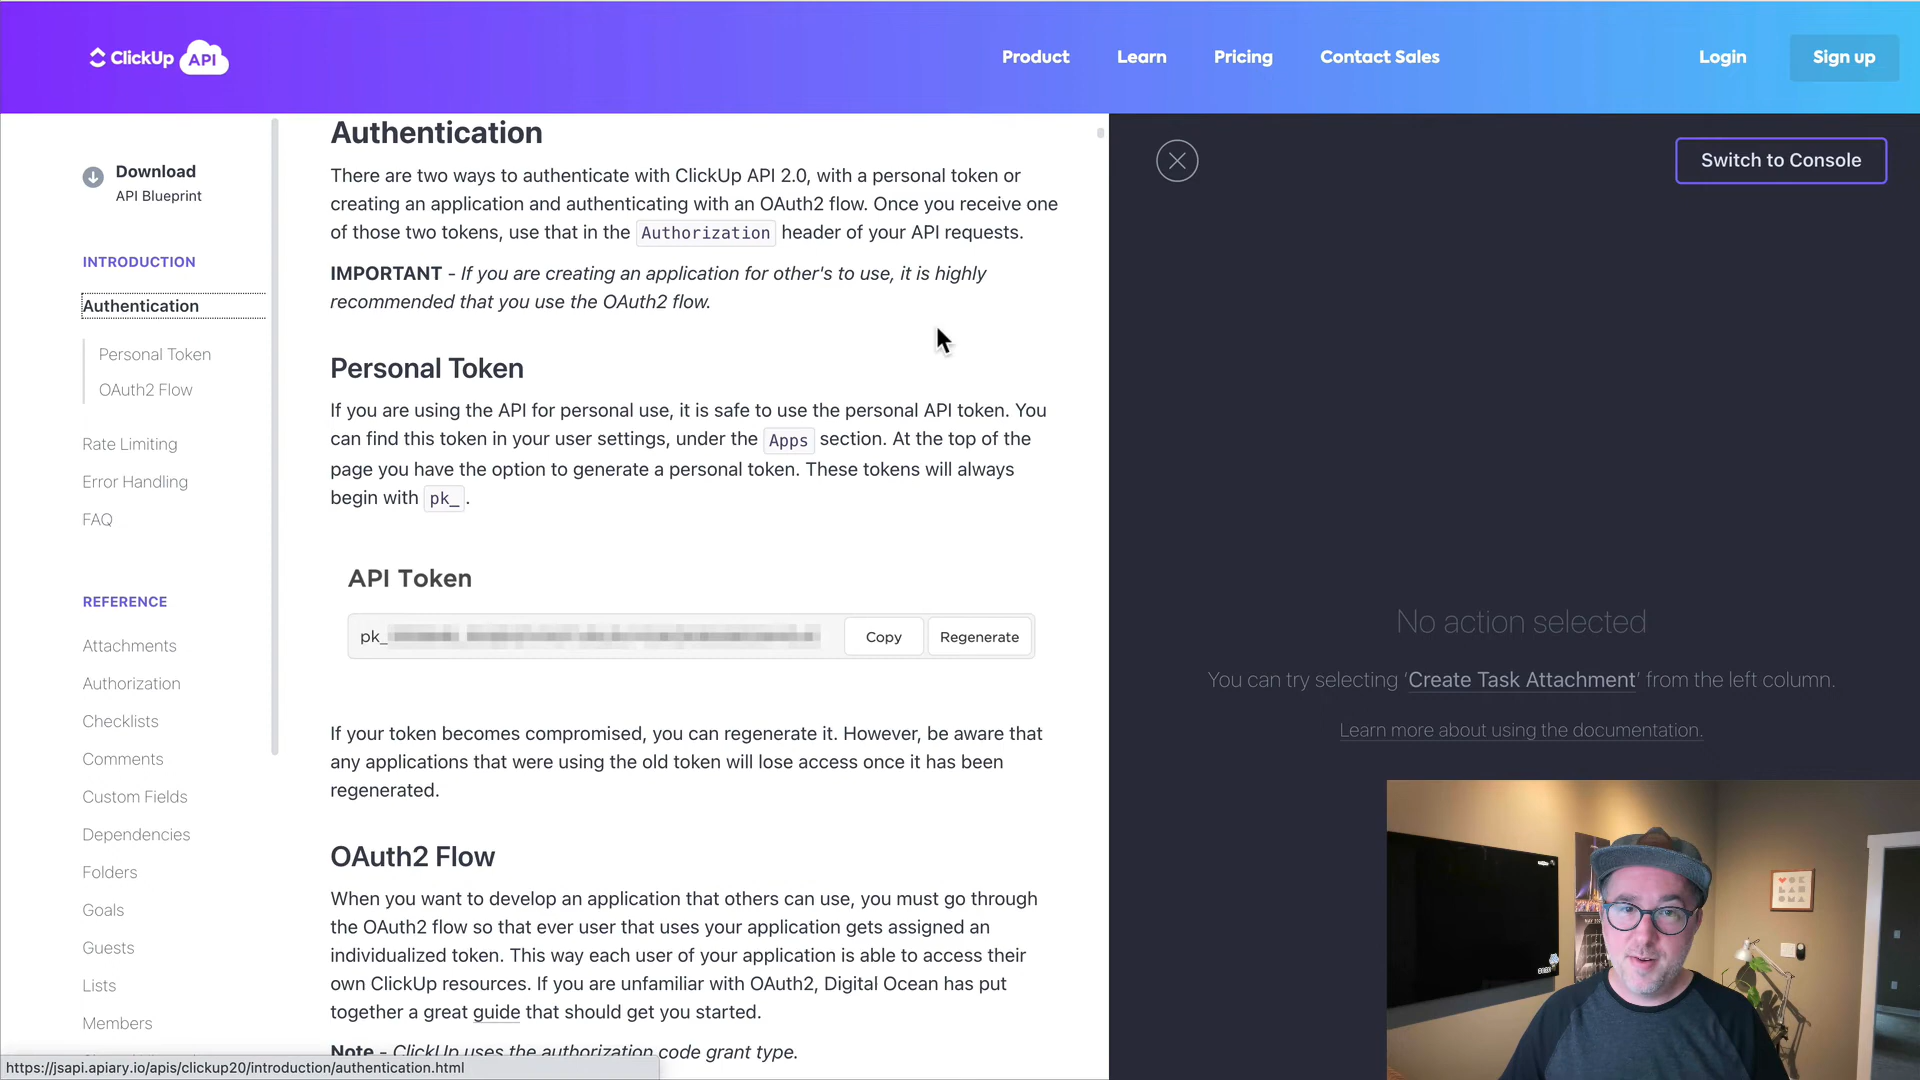 ClickUp API
Product
Learn
Pricing
Contact Sales
Login
Sign up
Download
API Blueprint
INTRODUCTION
Authentication
Personal Token
OAuth2 Flow
Rate Limiting
Error Handling
FAQ
REFERENCE
Attachments
Authorization
Checklists
Comments
Custom Fields
Dependencies
Folders
Goals
Guests
Lists
Members
Authentication
There are two ways to authenticate with ClickUp API 2.0, with a personal token or
creating an application and authenticating with an OAuth2 flow. Once you receive one
of those two tokens, use that in the Authorization header of your API requests.
IMPORTANT - If you are creating an application for other's to use, it is highly
recommended that you use the OAuth2 flow.
Personal Token
If you are using the API for personal use, it is safe to use the personal API token. You
can find this token in your user settings, under the Apps section. At the top of the
page you have the option to generate a personal token. These tokens will always
begin with pk_.
API Token
pk_
Copy
Regenerate
If your token becomes compromised, you can regenerate it. However, be aware that
any applications that were using the old token will lose access once it has been
regenerated.
OAuth2 Flow
When you want to develop an application that others can use, you must go through
the OAuth2 flow so that ever user that uses your application gets assigned an
individualized token. This way each user of your application is able to access their
own ClickUp resources. If you are unfamiliar with OAuth2, Digital Ocean has put
together a great guide that should get you started.
Note - ClickUp uses the authorization code grant type.
Switch to Console
No action selected
You can try selecting 'Create Task Attachment' from the left column.
Learn more about using the documentation.
https://jsapi.apiary.io/apis/clickup20/introduction/authentication.html